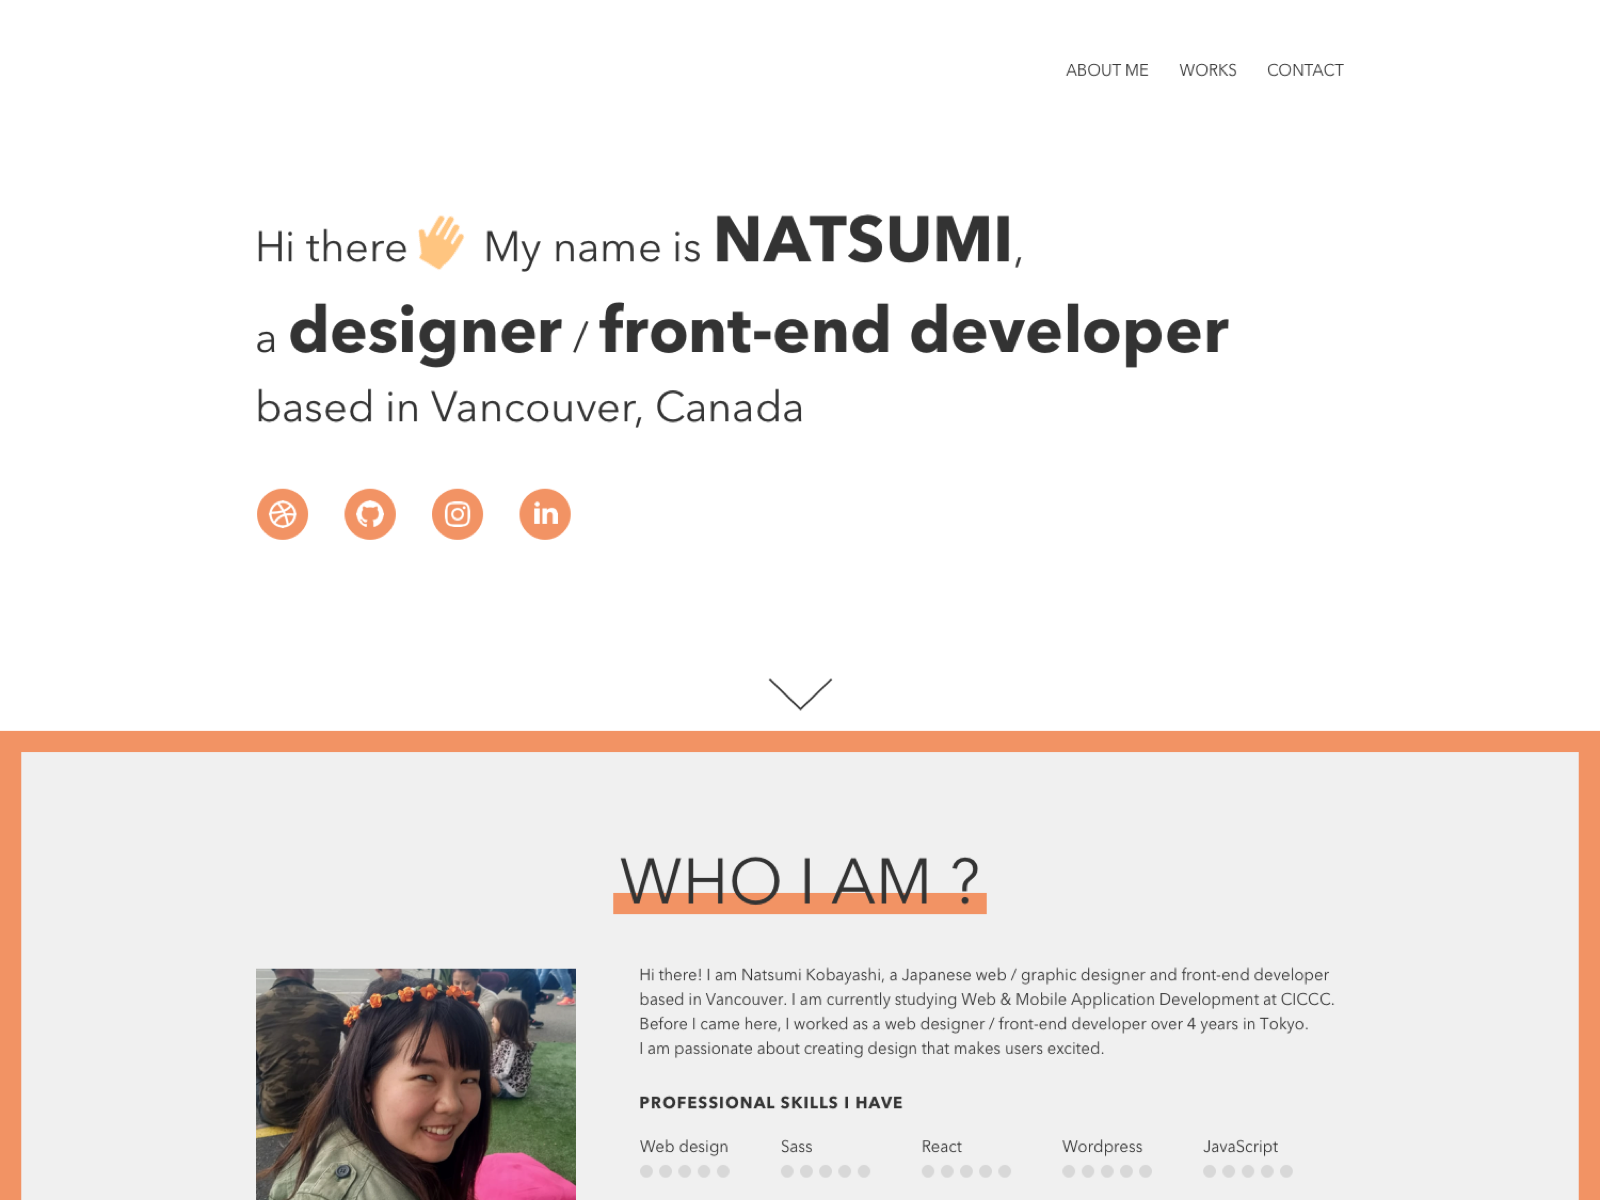 ABOUT ME WORKS CONTACT
Hi there 👋 My name is NATSUMI,
a designer / front-end developer
based in Vancouver, Canada
WHO I AM ?
Hi there! I am Natsumi Kobayashi, a Japanese web / graphic designer and front-end developer
based in Vancouver. I am currently studying Web & Mobile Application Development at CICCC.
Before I came here, I worked as a web designer / front-end developer over 4 years in Tokyo.
I am passionate about creating design that makes users excited.
PROFESSIONAL SKILLS I HAVE
Web design Sass React Wordpress JavaScript